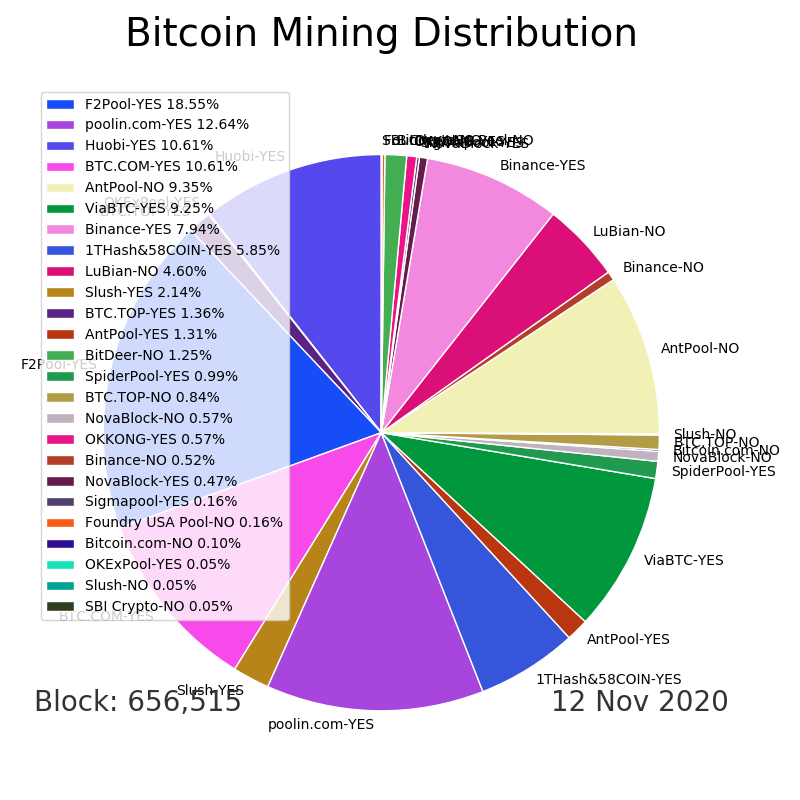 Bitcoin Mining Distribution
F2Pool-YES 18.55%
poolin.com-YES 12.64%
Huobi-YES 10.61%
BTC.COM-YES 10.61%
AntPool-NO 9.35%
ViaBTC-YES 9.25%
Binance-YES 7.94%
1THash&58COIN-YES 5.85%
LuBian-NO 4.60%
Slush-YES 2.14%
BTC.TOP-YES 1.36%
AntPool-YES 1.31%
BitDeer-NO 1.25%
SpiderPool-YES 0.99%
BTC.TOP-NO 0.84%
NovaBlock-NO 0.57%
OKKONG-YES 0.57%
Binance-NO 0.52%
NovaBlock-YES 0.47%
Sigmapool-YES 0.16%
Foundry USA Pool-NO 0.16%
Bitcoin.com-NO 0.10%
OKExPool-YES 0.05%
Slush-NO 0.05%
SBI Crypto-NO 0.05%
Huobi-YES
OKExPool-YES
BTC.TOP-YES
F2Pool-YES
BTC.COM-YES
Slush-YES
poolin.com-YES
1THash&58COIN-YES
AntPool-YES
ViaBTC-YES
SpiderPool-YES
NovaBlock-NO
Bitcoin.com-NO
BTC.TOP-NO
Slush-NO
AntPool-NO
Binance-NO
LuBian-NO
Binance-YES
NovaBlock-YES
Block: 656,515
12 Nov 2020